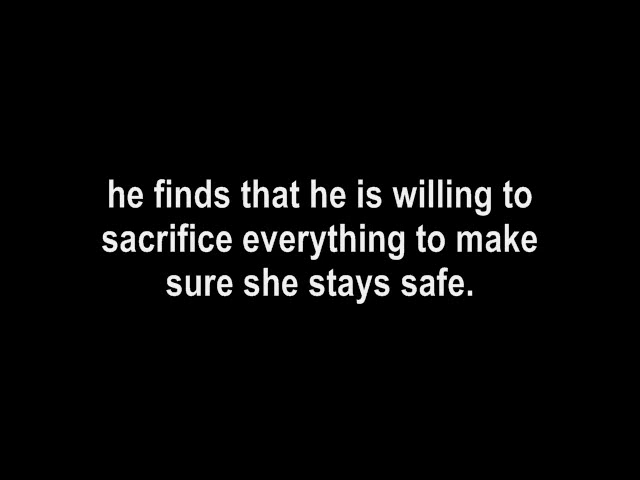 he finds that he is willing to
sacrifice everything to make
sure she stays safe.